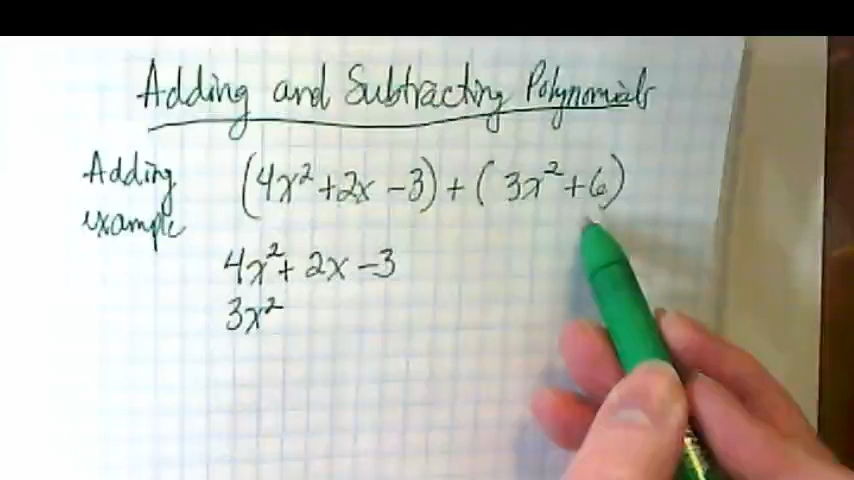 Adding and Subtracting Polynomials
Adding example
(4x² + 2x - 3) + (3x² + 6)
4x² + 2x - 3
3x²